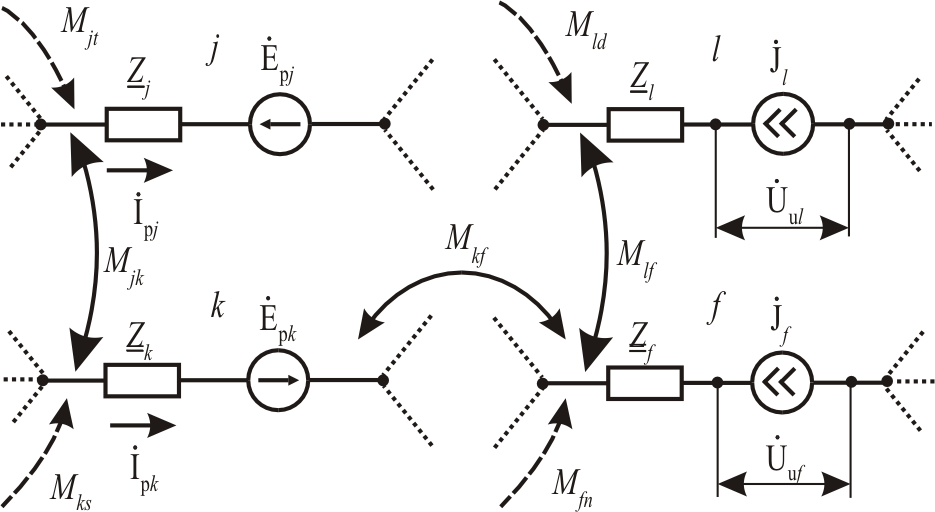 M_jt
j
Ė_pj
Z_j
İ_pj
M_ld
l
J̇_l
Z_l
U̇_ul
M_jk
M_kf
M_lf
k
Ė_pk
Z_k
İ_pk
M_ks
f
J̇_f
Z_f
U̇_uf
M_fn